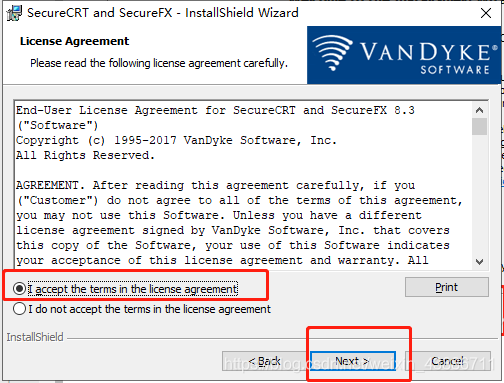 SecureCRT and SecureFX - InstallShield Wizard
License Agreement
Please read the following license agreement carefully.
VANDYKE®
SOFTWARE
End-User License Agreement for SecureCRT and SecureFX 8.3
("Software")
Copyright (c) 1995-2017 VanDyke Software, Inc.
All Rights Reserved.
AGREEMENT. After reading this agreement carefully, if you
("Customer") do not agree to all of the terms of this agreement,
you may not use this Software. Unless you have a different
license agreement signed by VanDyke Software, Inc. that covers
this copy of the Software, your use of this Software indicates
your acceptance of this license agreement and warranty. All
I accept the terms in the license agreement
Print
I do not accept the terms in the license agreement
InstallShield
< Back
Next >
Cancel